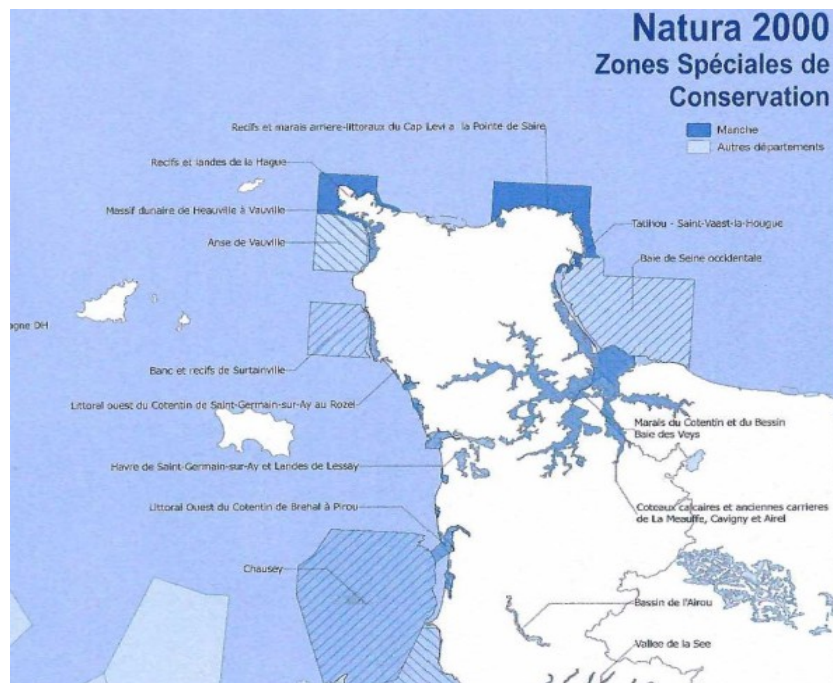 Natura 2000
Zones Spéciales de
Conservation
Manche
Autres départements
Recifs et marais arriere-littoraux du Cap Levi a la Pointe de Saire
Recifs et landes de la Hague
Massif dunaire de Heauville à Vauville
Anse de Vauville
Tatihou - Saint-Vaast-la-Hougue
Baie de Seine occidentale
agne DH
Banc et recifs de Surtainville
Littoral ouest du Cotentin de Saint-Germain-sur-Ay au Rozel
Marais du Cotentin et du Bessin
Baie des Veys
Havre de Saint-Germain-sur-Ay et Landes de Lessay
Littoral Ouest du Cotentin de Brehal à Pirou
Coteaux calcaires et anciennes carrieres
de La Meauffe, Cavigny et Airel
Chausey
Bassin de l'Airou
Vallee de la See